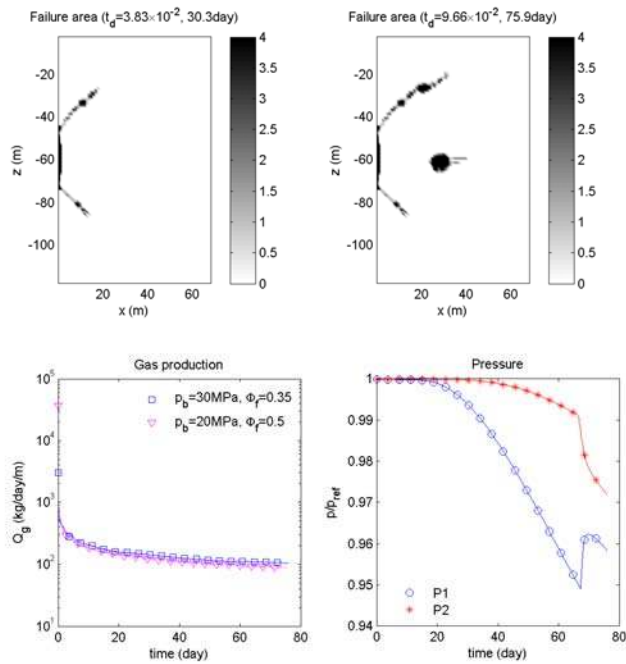 Failure area (t_d=3.83×10^-2, 30.3day)
4
3.5
3
2.5
2
1.5
1
0.5
0
-20
-40
-60
-80
-100
z (m)
20 40 60
x (m)
Failure area (t_d=9.66×10^-2, 75.9day)
4
3.5
3
2.5
2
1.5
1
0.5
0
-20
-40
-60
-80
-100
z (m)
20 40 60
x (m)
Gas production
10^5
10^4
10^3
10^2
10^1
Q_g (kg/day/m)
p_b=30MPa, Φ_f=0.35
p_b=20MPa, Φ_f=0.5
0 20 40 60 80
time (day)
Pressure
1
0.99
0.98
0.97
0.96
0.95
0.94
p/p_ref
P1
P2
0 20 40 60 80
time (day)